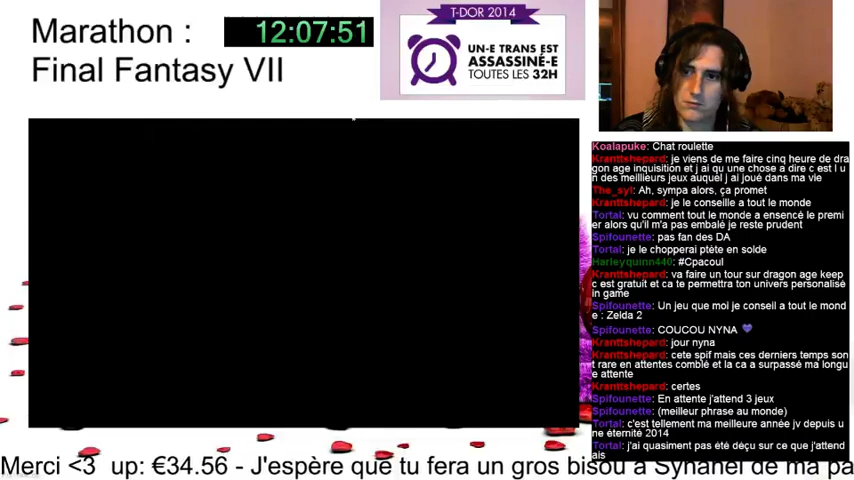 Marathon :
Final Fantasy VII
12:07:51
T-DOR 2014
UN·E TRANS EST
ASSASSINÉ·E
TOUTES LES 32H
Koalapuke: Chat roulette
Kranttshepard: je viens de me faire cinq heure de dra
gon age inquisition et j ai qu une chose a dire c est l u
n des meilleurs jeux auquel j ai joué dans ma vie
The_syl: Ah, sympa alors, ça promet
Kranttshepard: je le conseille a tout le monde
Tortai: vu comment tout le monde a ensencé le premi
er alors qu'il m'a pas embalé je reste prudent
Spifounette: pas fan des DA
Tortai: je le chopperai ptète en solde
Harleyquinn440: #Cpacoul
Kranttshepard: va faire un tour sur dragon age keep
c est gratuit et ca te permettra ton univers personalisé
in game
Spifounette: Un jeu que moi je conseil a tout le mond
e : Zelda 2
Spifounette: COUCOU NYNA 💜
Kranttshepard: jour nyna
Kranttshepard: cete spif mais ces derniers temps son
t rare en attentes comblé et la ca a surpassé ma longu
e attente
Kranttshepard: certes
Spifounette: En attente j'attend 3 jeux
Spifounette: (meilleur phrase au monde)
Tortai: c'est tellement ma meilleure année jv depuis u
ne éternité 2014
Tortai: j'ai quasiment pas été déçu sur ce que j'attend
ais
Merci <3 up: €34.56 - J'espère que tu fera un gros bisou à Synahel de ma pa